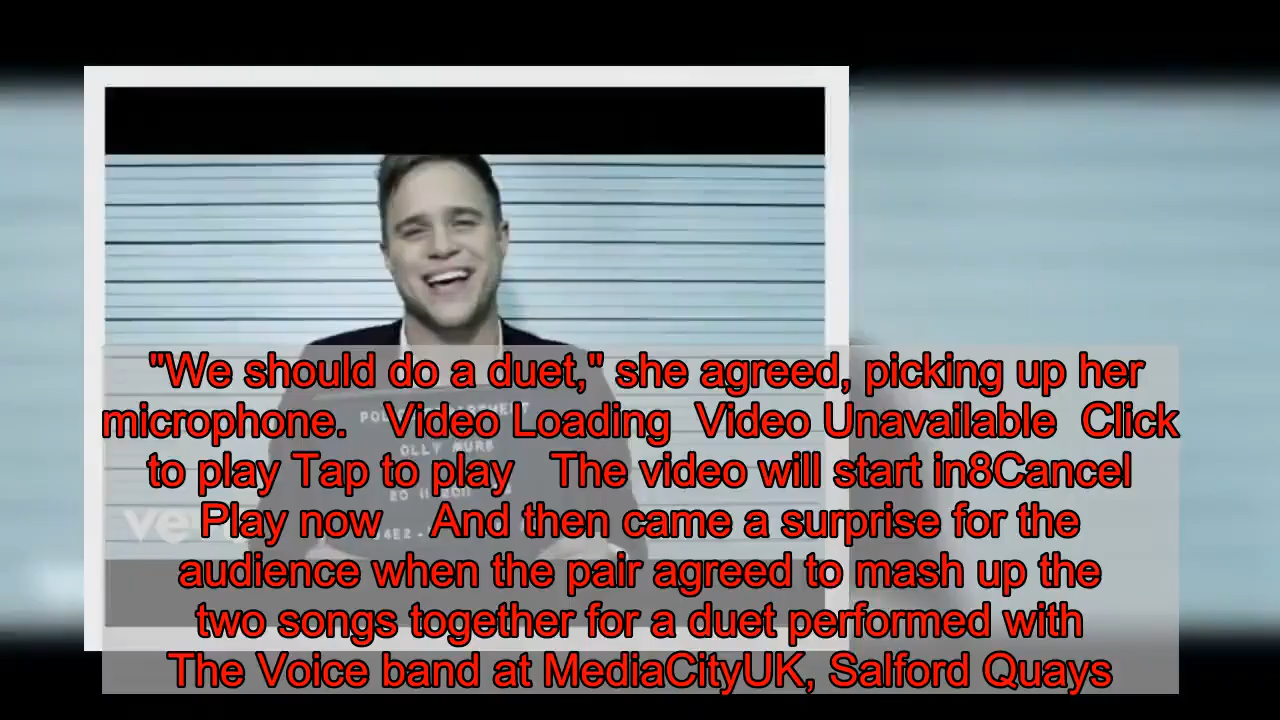 "We should do a duet," she agreed, picking up her
microphone.   Video Loading  Video Unavailable  Click
to play Tap to play   The video will start in8Cancel
Play now    And then came a surprise for the
audience when the pair agreed to mash up the
two songs together for a duet performed with
The Voice band at MediaCityUK, Salford Quays
OLLY MURS